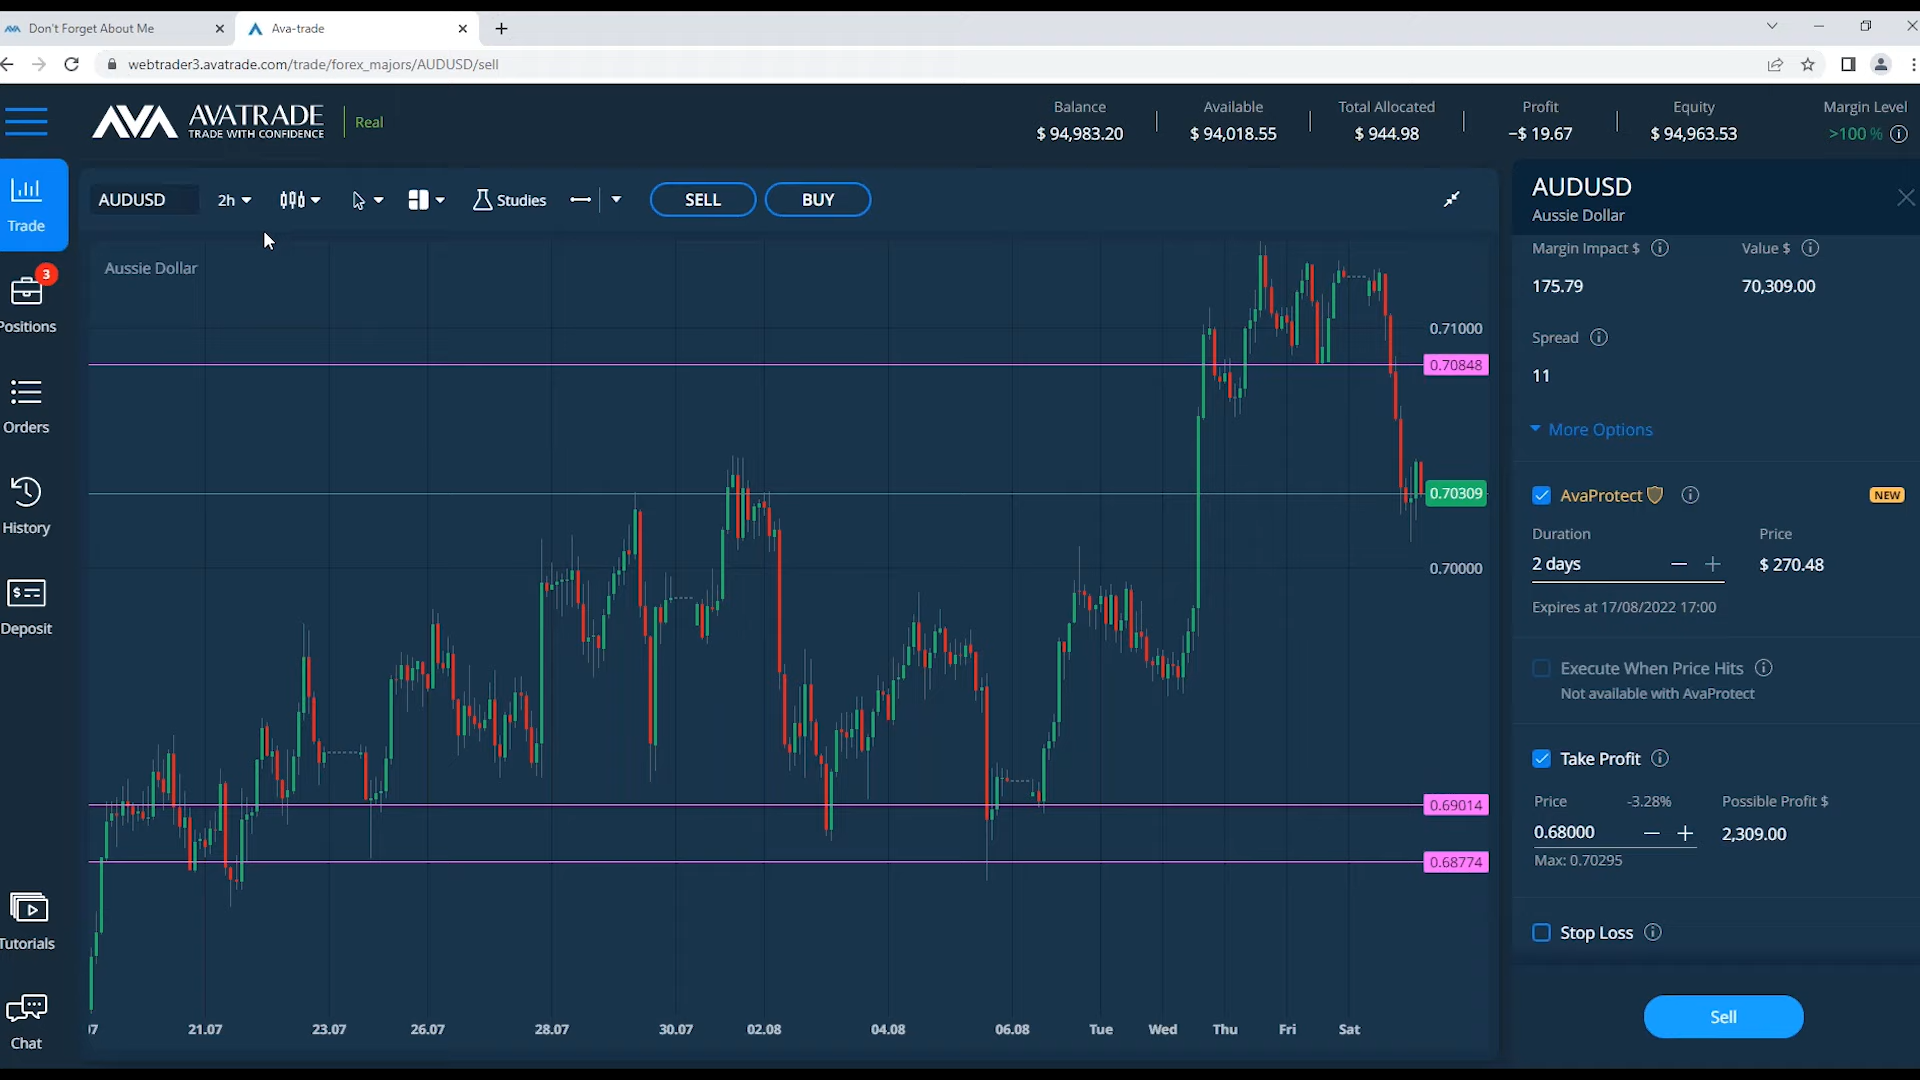 Don't Forget About Me
Ava-trade
webtrader3.avatrade.com/trade/forex_majors/AUDUSD/sell
AVA AVATRADE
TRADE WITH CONFIDENCE
Real
Balance
$ 94,983.20
Available
$ 94,018.55
Total Allocated
$ 944.98
Profit
−$ 19.67
Equity
$ 94,963.53
Margin Level
>100 %
Trade
3
Positions
Orders
History
Deposit
Tutorials
Chat
AUDUSD 2h Studies SELL BUY
Aussie Dollar
0.71000
0.70848
0.70309
0.70000
0.69014
0.68774
07 21.07 23.07 26.07 28.07 30.07 02.08 04.08 06.08 Tue Wed Thu Fri Sat
AUDUSD
Aussie Dollar
Margin Impact $ Value $
175.79 70,309.00
Spread
11
More Options
AvaProtect NEW
Duration Price
2 days $ 270.48
Expires at 17/08/2022 17:00
Execute When Price Hits
Not available with AvaProtect
Take Profit
Price -3.28% Possible Profit $
0.68000 2,309.00
Max: 0.70295
Stop Loss
Sell